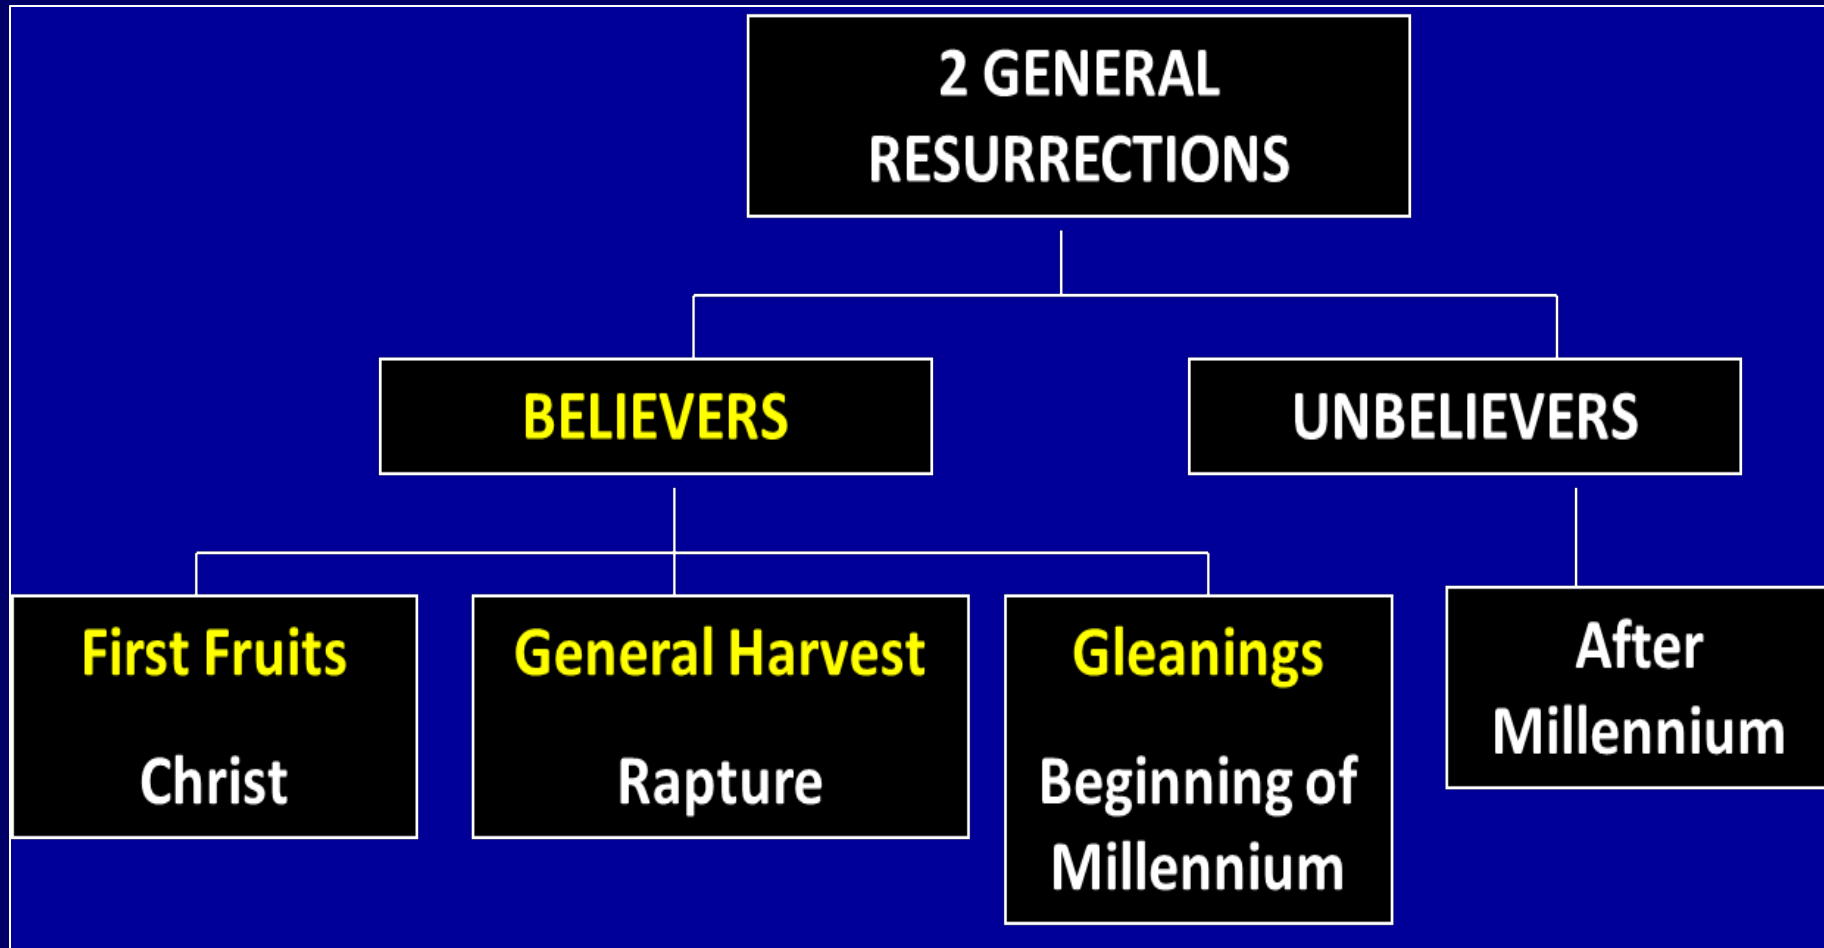 2 GENERAL
RESURRECTIONS
BELIEVERS
UNBELIEVERS
First Fruits
Christ
General Harvest
Rapture
Gleanings
Beginning of
Millennium
After
Millennium